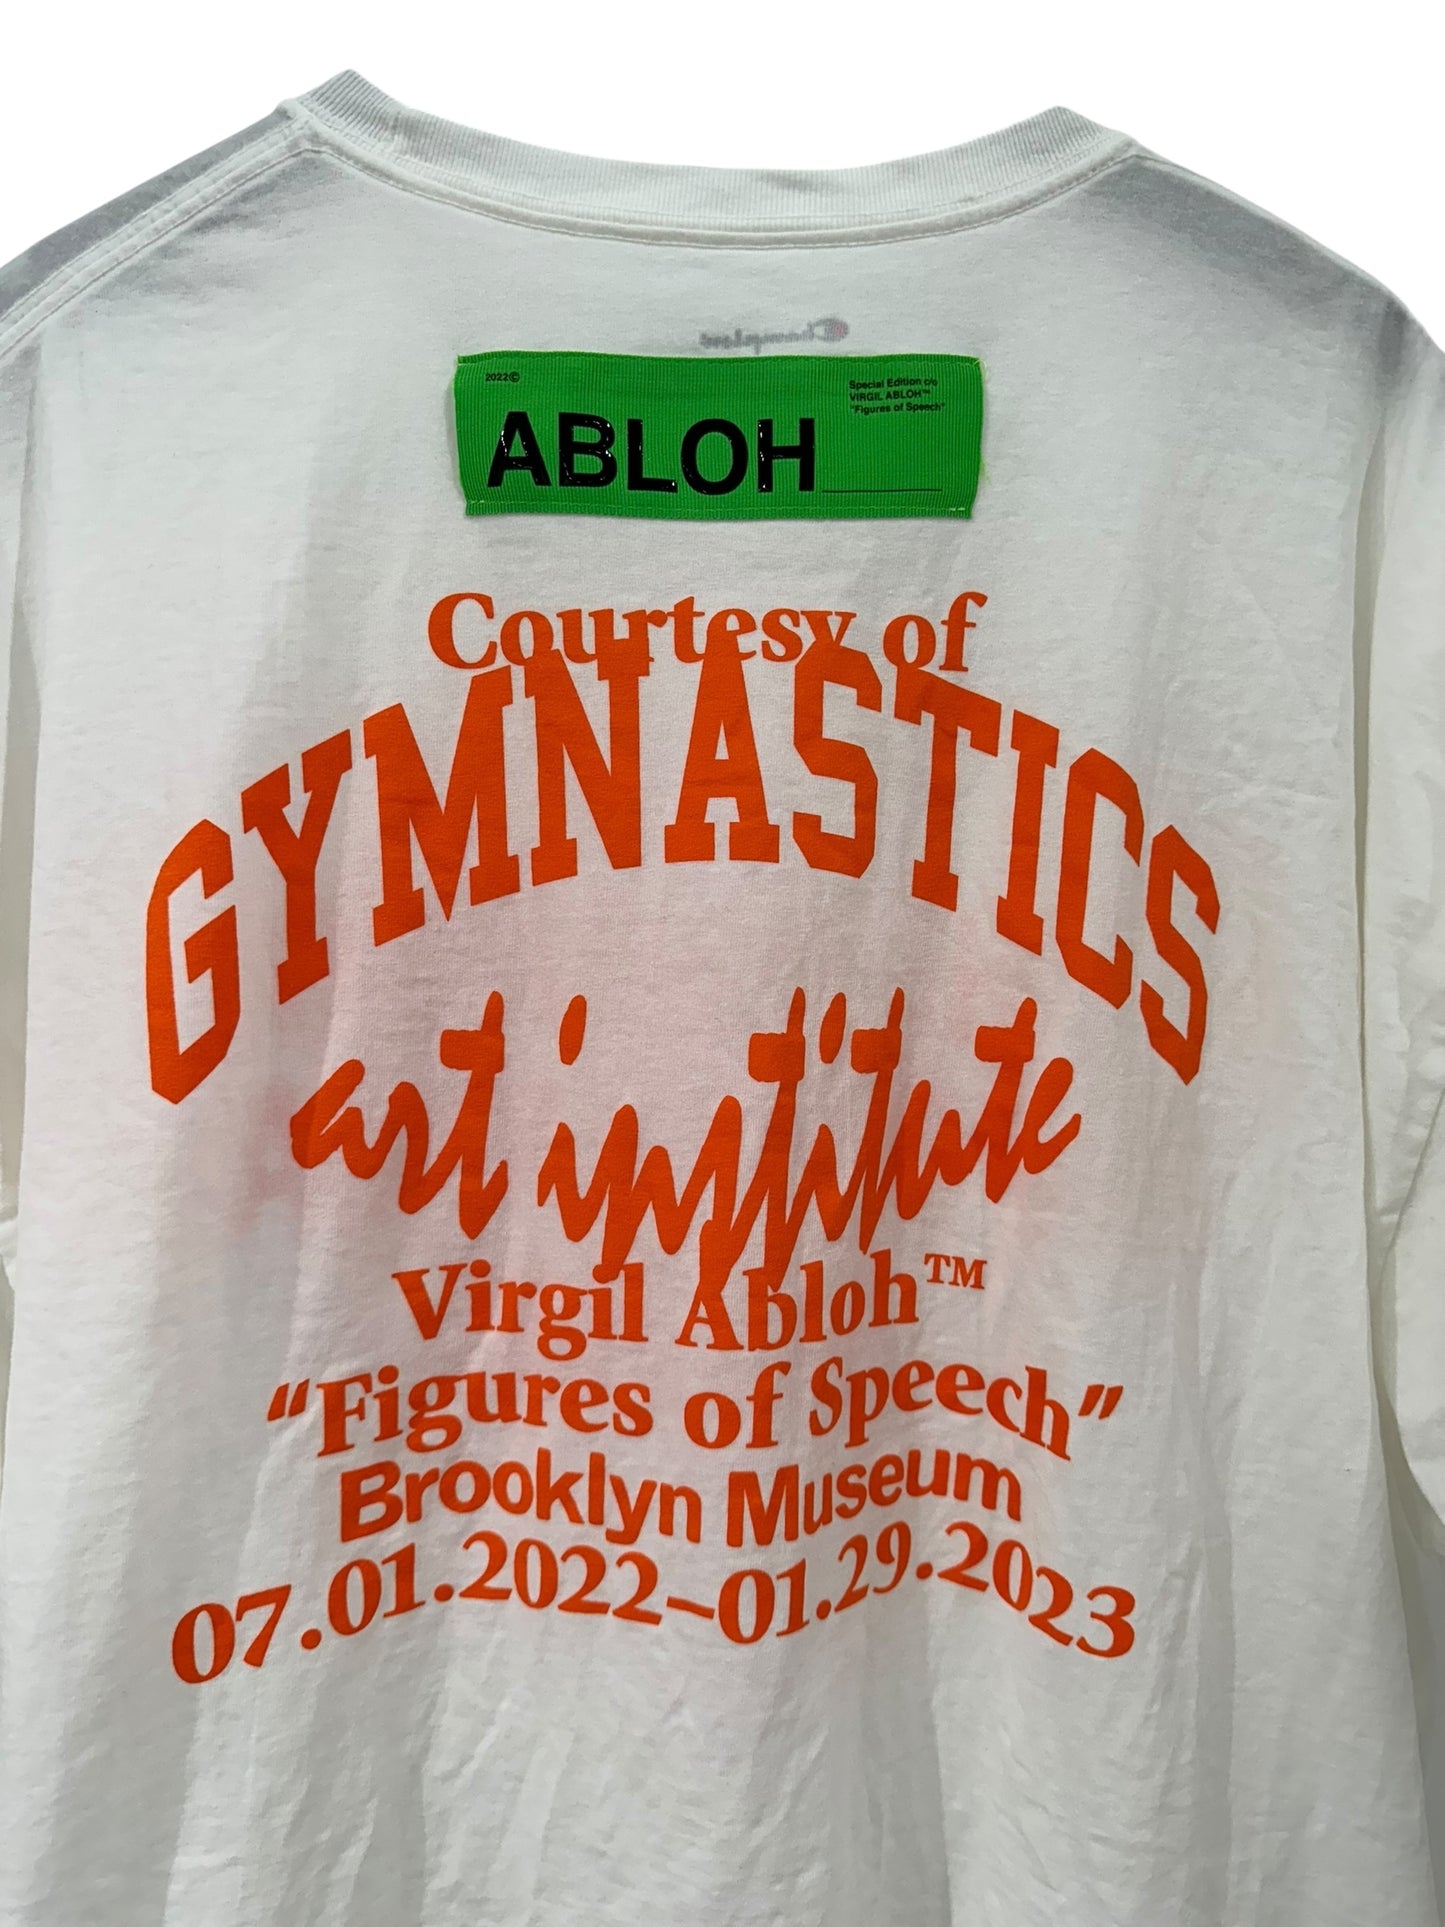 Champion
2022©
Special Edition c/o
VIRGIL ABLOH™
"Figures of Speech"
ABLOH
Courtesy of
GYMNASTICS
art institute
Virgil Abloh™
“Figures of Speech”
Brooklyn Museum
07.01.2022–01.29.2023